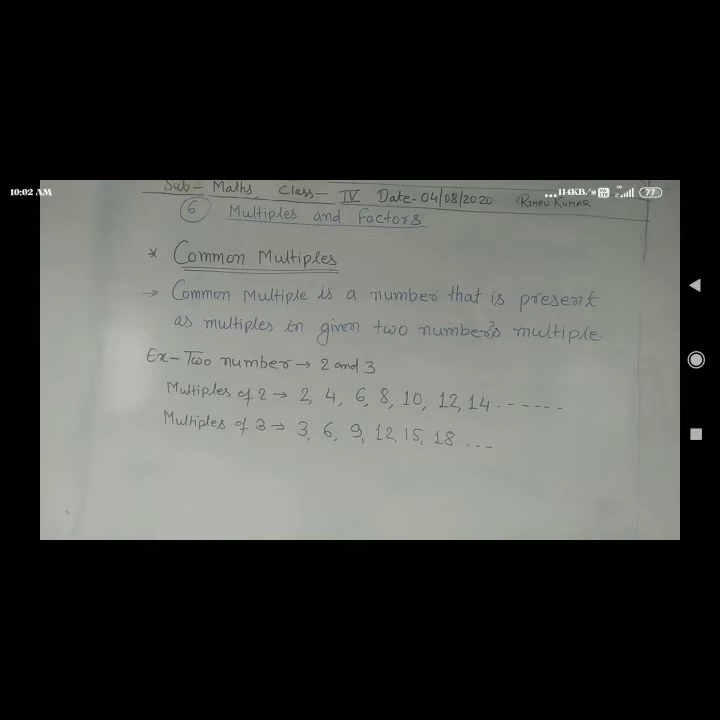 10:02 AM
...114KB/s 77
Sub- Maths Class- IV Date- 04/08/2020 RIMPU KUMAR
6 Multiples and Factors
* Common Multiples
→ Common Multiple is a number that is present
as multiples in given two number's multiple.
Ex- Two number → 2 and 3
Multiples of 2 → 2, 4, 6, 8, 10, 12, 14 ------
Multiples of 3 → 3, 6, 9, 12, 15, 18 ....